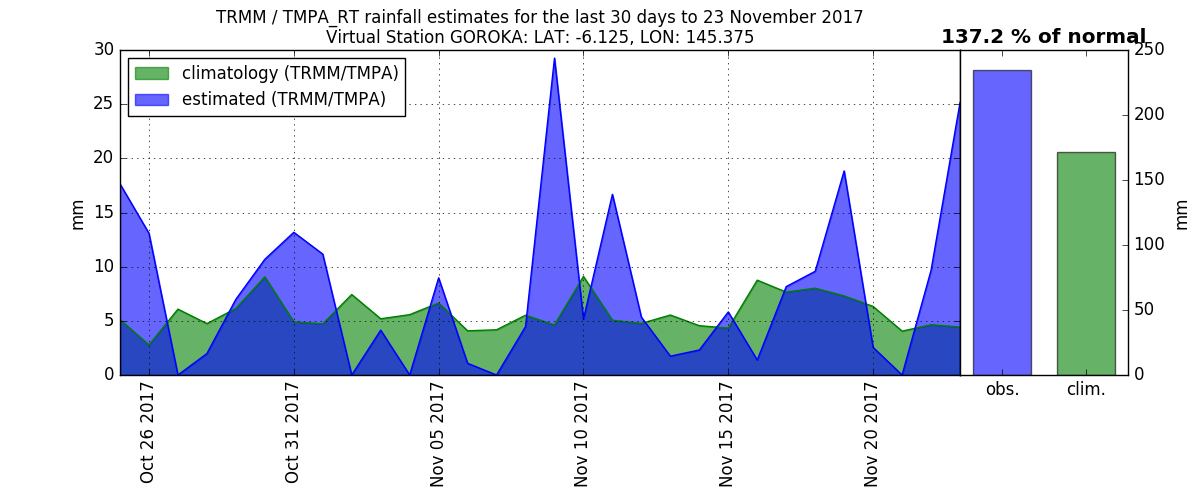 TRMM / TMPA_RT rainfall estimates for the last 30 days to 23 November 2017
Virtual Station GOROKA: LAT: -6.125, LON: 145.375
137.2 % of normal
climatology (TRMM/TMPA)
estimated (TRMM/TMPA)
mm
30
25
20
15
10
5
0
Oct 26 2017
Oct 31 2017
Nov 05 2017
Nov 10 2017
Nov 15 2017
Nov 20 2017
obs.
clim.
250
200
150
100
50
0
mm